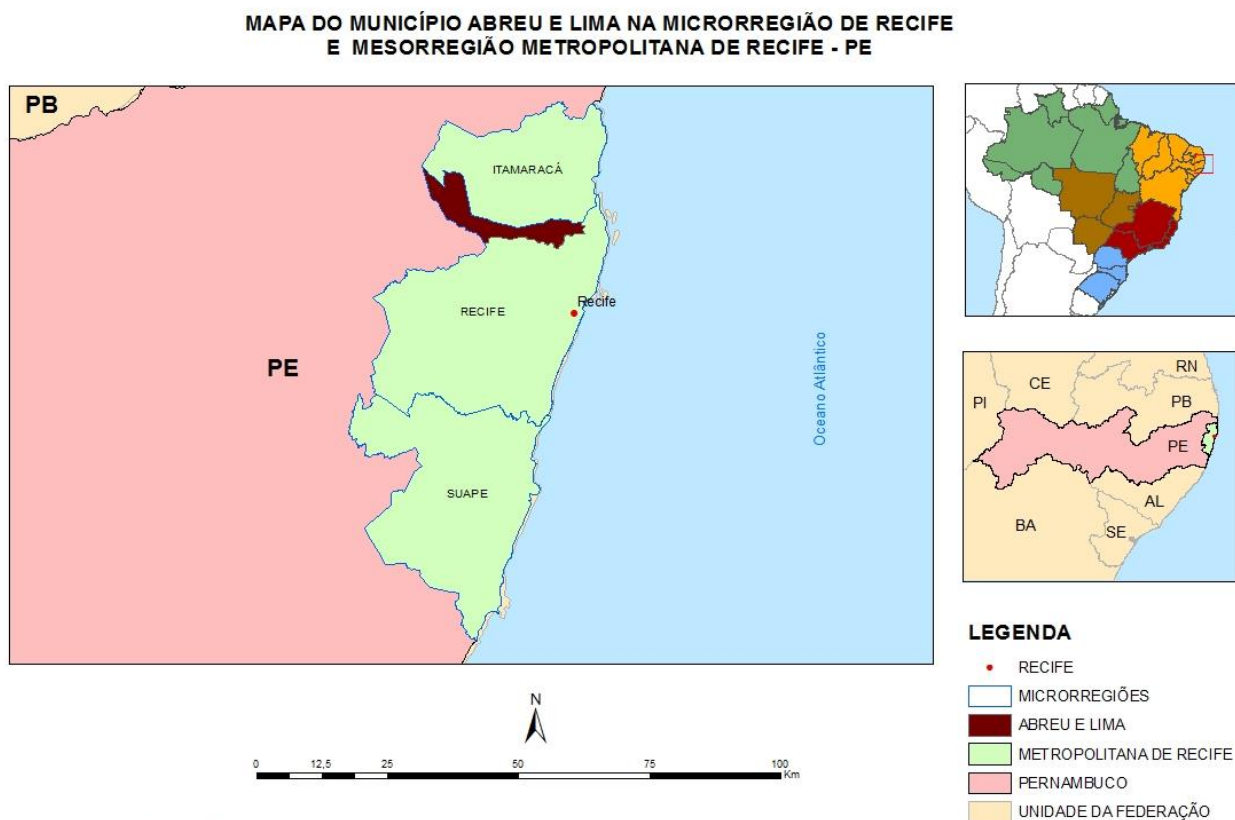 MAPA DO MUNICÍPIO ABREU E LIMA NA MICRORREGIÃO DE RECIFE
E MESORREGIÃO METROPOLITANA DE RECIFE - PE
PB
ITAMARACÁ
RECIFE
Recife
PE
SUAPE
Oceano Atlântico
RN
CE
PI
PB
PE
AL
BA
SE
LEGENDA
RECIFE
MICRORREGIÕES
ABREU E LIMA
METROPOLITANA DE RECIFE
PERNAMBUCO
UNIDADE DA FEDERAÇÃO
N
0 12,5 25 50 75 100
Km